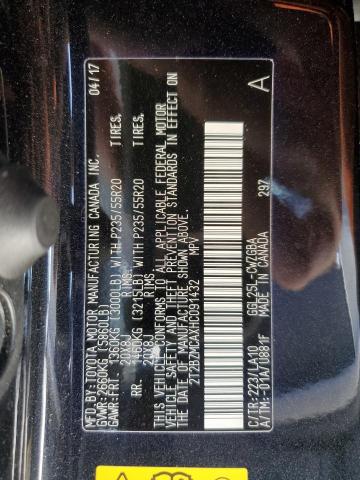 MFD. BY: TOYOTA MOTOR MANUFACTURING CANADA INC. 04/17
GVWR: 2660KG (5860LB)
GAWR: FRT. 1360KG (3000LB) WITH P235/55R20 TIRES,
20X8J RIMS,
RR. 1460KG (3215LB) WITH P235/55R20 TIRES,
20X8J RIMS,
THIS VEHICLE CONFORMS TO ALL APPLICABLE FEDERAL MOTOR
VEHICLE SAFETY AND THEFT PREVENTION STANDARDS IN EFFECT ON
THE DATE OF MANUFACTURE SHOWN ABOVE.
2T2BZMCAXHC091432 MPV
A
C/TR:-223/LA10 GGL25L-CWZGBA
A/TM:-01A/U881F MADE IN CANADA 297